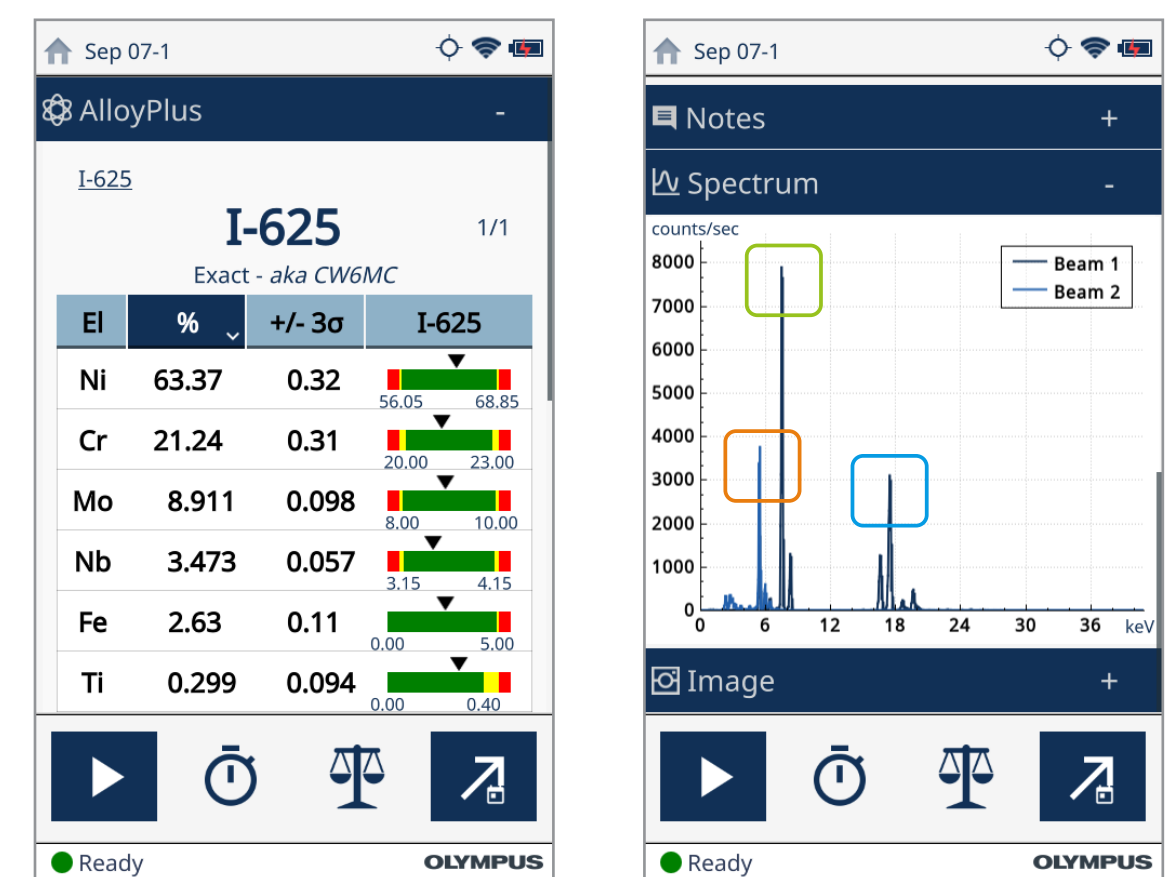 Sep 07-1
AlloyPlus -
I-625
I-625 1/1
Exact - aka CW6MC
El % +/- 3σ I-625
Ni 63.37 0.32
56.05 68.85
Cr 21.24 0.31
20.00 23.00
Mo 8.911 0.098
8.00 10.00
Nb 3.473 0.057
3.15 4.15
Fe 2.63 0.11
0.00 5.00
Ti 0.299 0.094
0.00 0.40
Ready OLYMPUS
Sep 07-1
Notes +
Spectrum -
counts/sec
8000
7000
6000
5000
4000
3000
2000
1000
0
Beam 1
Beam 2
0 6 12 18 24 30 36 keV
Image +
Ready OLYMPUS